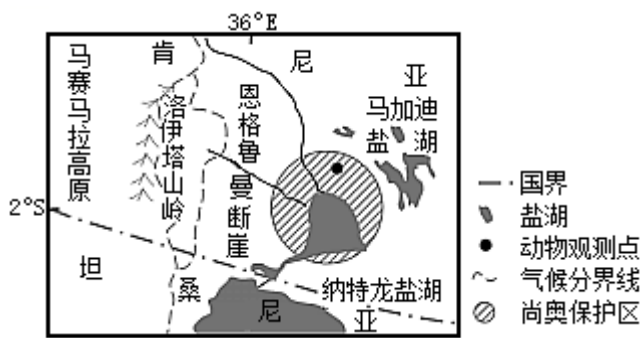 36°E
马赛马拉高原
肯
尼
亚
洛伊塔山岭
恩格鲁
曼断崖
马加迪
盐湖
2°S
坦
桑
尼
亚
纳特龙盐湖
国界
盐湖
动物观测点
气候分界线
尚奥保护区